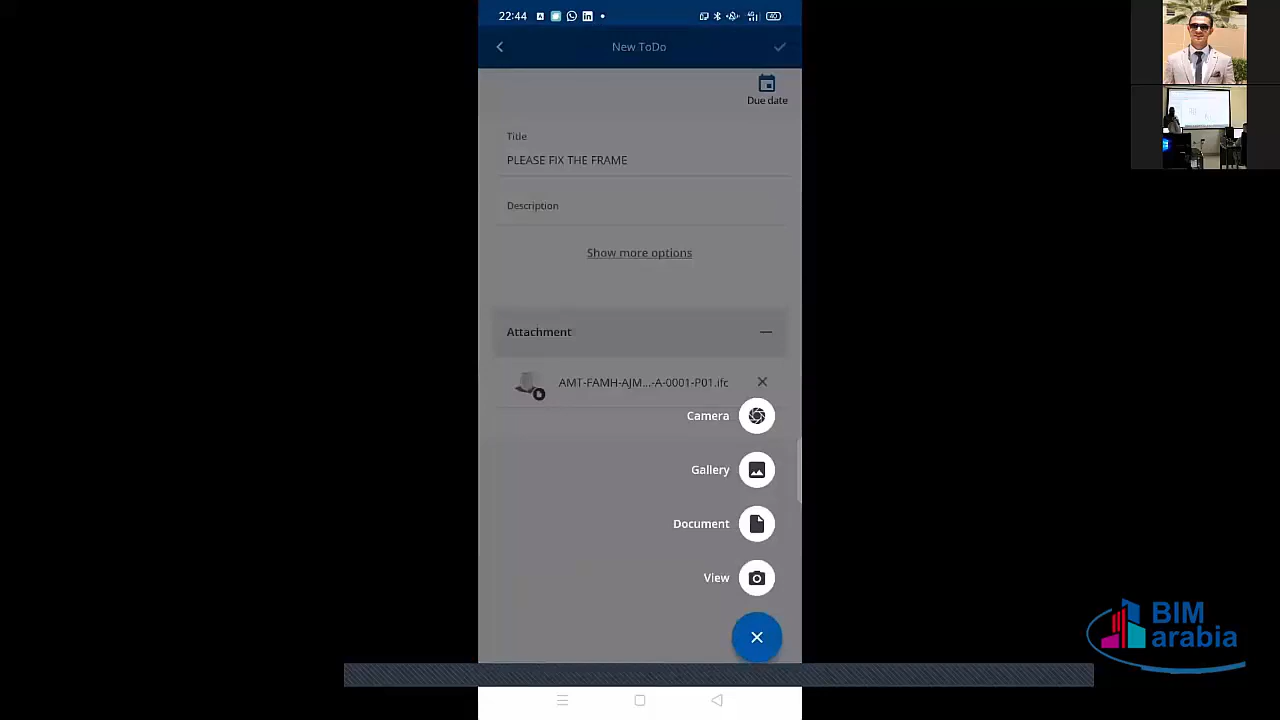 22:44
New ToDo
Due date
Title
PLEASE FIX THE FRAME
Description
Show more options
Attachment
AMT-FAMH-AJM...-A-0001-P01.ifc
Camera
Gallery
Document
View
BIM
arabia